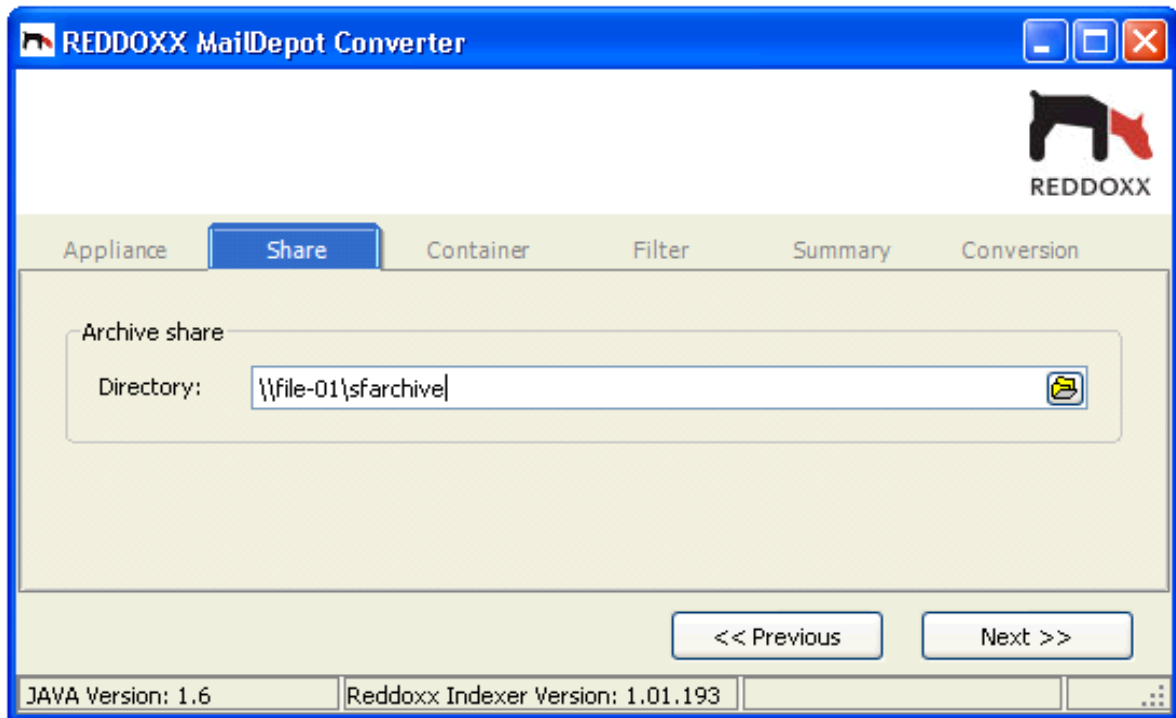 REDDOXX MailDepot Converter
REDDOXX
Appliance Share Container Filter Summary Conversion
Archive share
Directory: \\file-01\sfarchive
<< Previous Next >>
JAVA Version: 1.6 Reddoxx Indexer Version: 1.01.193